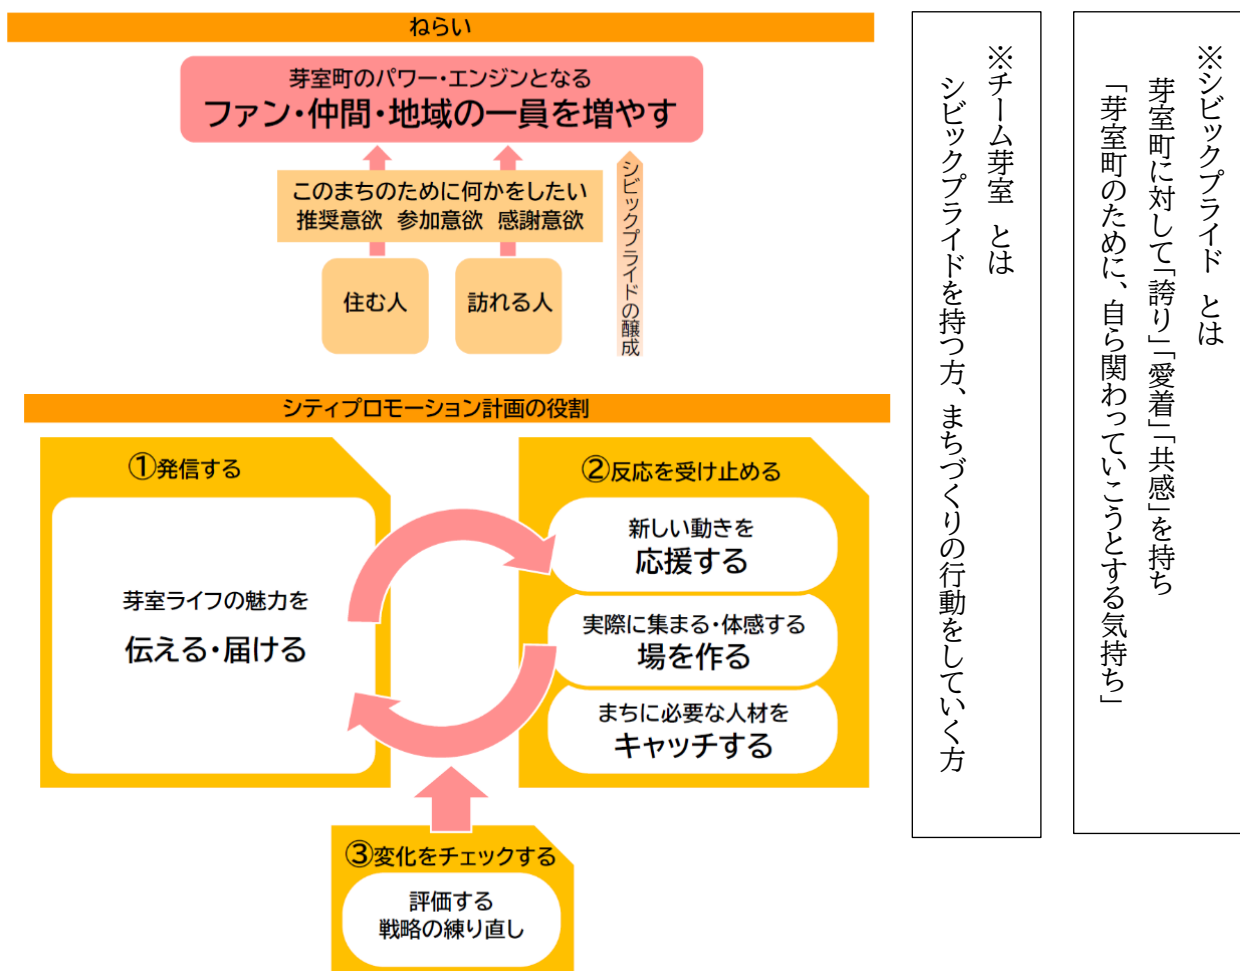 ねらい
芽室町のパワー・エンジンとなる
ファン・仲間・地域の一員を増やす
このまちのために何かをしたい
推奨意欲 参加意欲 感謝意欲
住む人
訪れる人
シビックプライドの醸成
シティプロモーション計画の役割
①発信する
芽室ライフの魅力を
伝える・届ける
②反応を受け止める
新しい動きを
応援する
実際に集まる・体感する
場を作る
まちに必要な人材を
キャッチする
③変化をチェックする
評価する
戦略の練り直し
※シビックプライド とは
芽室町に対して「誇り」「愛着」「共感」を持ち
「芽室町のために、自ら関わっていこうとする気持ち」
※チーム芽室 とは
シビックプライドを持つ方、まちづくりの行動をしていく方